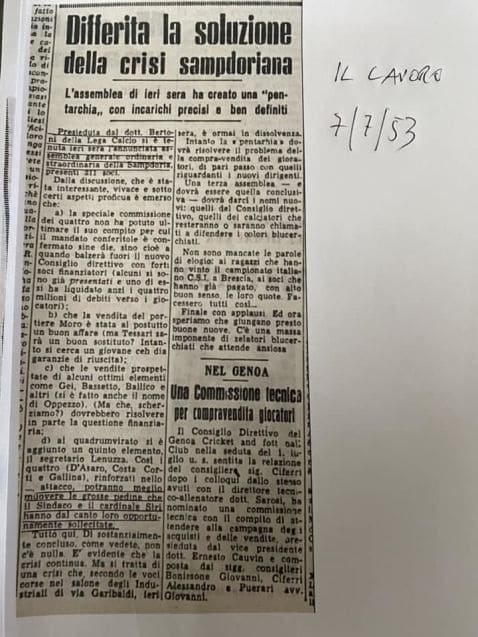 Differita la soluzione
della crisi sampdoriana
L'assemblea di ieri sera ha creato una "pen-
tarchia„ con incarichi precisi e ben definiti
Presieduta dal dott. Berto-
ni della Lega Calcio si è te-
nuta ieri sera l'annunciata as-
semblea generale ordinaria e
straordinaria della Sampdoria,
presenti 211 soci.
Dalla discussione, che è sta-
ta interessante, vivace e sotto
certi aspetti proficua è emerso
che:
a) la speciale commissione
dei quattro non ha potuto ulti-
mare il suo compito per cui
il mandato conferitole è con-
fermato sine die, sino cioè a
quando balzerà fuori il nuovo
Consiglio direttivo con forti
soci finanziatori (alcuni si so-
no già presentati e uno di es-
si ha liquidato anzi i quattro
milioni di debiti verso i gio-
catori);
b) che la vendita del por-
tiere Moro è stata al postutto
un buon affare (ma Tessari sa-
rà un buon sostituto? Intan-
to si cerca un giovane che dia
garanzie di riuscita);
c) che le vendite prospet-
tate di alcuni ottimi elementi
come Gei, Bassetto, Ballico e
altri (si è fatto anche il nome
di Oppezzo). (Ma che, scher-
ziamo?) dovrebbero risolvere
in parte la questione finanzia-
ria;
d) al quadrumvirato si è
aggiunto un quinto elemento,
il segretario Lenuzza. Così i
quattro (D'Asaro, Costa Cor-
ti e Gallina), rinforzati nello
attacco, potranno meglio
muovere le grosse pedine che il
Sindaco e il cardinale Siri
hanno dal canto loro opportu-
namente sollecitate.
Tutto qui. Di sostanzialmen-
te concluso, come vedete, non
c'è nulla. E' evidente che la
crisi continua. Ma si tratta di
una crisi che, secondo le voci
corse nel salone degli Indu-
striali di via Garibaldi, ieri
sera, è ormai in dissolvenza.
Intanto la « pentarchia » do-
vrà risolvere il problema del-
la compra-vendita dei gioca-
tori, di pari passo con quelli
riguardanti i nuovi dirigenti.
Una terza assemblea — e
dovrà essere quella conclusi-
va — dovrà darci i nomi nuo-
vi: quelli del Consiglio diret-
tivo, quelli dei calciatori che
resteranno o saranno chiama-
ti a difendere i colori blucer-
chiati.
Non sono mancate le parole
di elogio: ai ragazzi che han-
no vinto il campionato italia-
no C.S.I. a Brescia, ai soci che
hanno già pagato, con alto
buon senso, le loro quote. Fa-
cessero tutti così...
Finale con applausi. Ed ora
speriamo che giungano presto
buone nuove. C'è una massa
imponente di zelatori blucer-
chiati che attende ansiosa
NEL GENOA
Una Commissione tecnica
per compravendita giocatori
Il Consiglio Direttivo del
Genoa Cricket and foot ball
Club nella seduta del 1. lu-
glio u. s. sentita la relazione
del consigliere sig. Ciferri
dopo i colloqui dallo stesso
avuti con il direttore tecni-
co-allenatore dott. Sarosi, ha
nominato una commissione
tecnica con il compito di at-
tendere alla campagna degli
acquisti e delle vendite, pre-
sieduta dal vice presidente
dott. Ernesto Cauvin e com-
posta dai sigg. consiglieri
Bonirsone Giovanni, Ciferri
Alessandro e Puerari avv.
Giovanni.
IL LAVORO
7/7/53